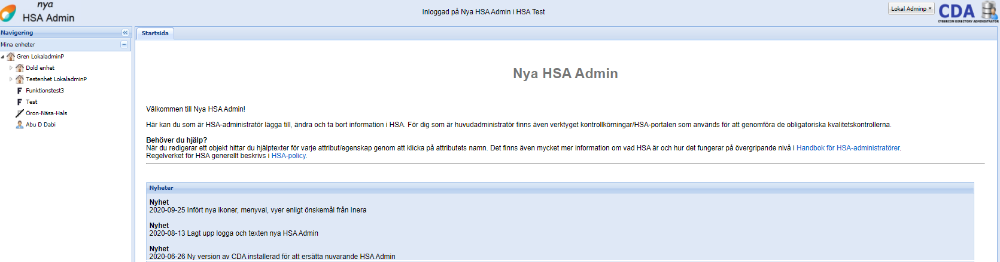 nya
HSA Admin
Inloggad på Nya HSA Admin i HSA Test
Lokal Adminp
CDA
CYBERCOM DIRECTORY ADMINISTRATOR
Navigering
Mina enheter
Gren LokaladminP
Dold enhet
Testenhet LokaladminP
F Funktionstest3
F Test
Öron-Näsa-Hals
Abu D Dabi
Startsida
Nya HSA Admin
Välkommen till Nya HSA Admin!
Här kan du som är HSA-administratör lägga till, ändra och ta bort information i HSA. För dig som är huvudadministratör finns även verktyget kontrollkörningar/HSA-portalen som används för att genomföra de obligatoriska kvalitetskontrollerna.
Behöver du hjälp?
När du redigerar ett objekt hittar du hjälptexter för varje attribut/egenskap genom att klicka på attributets namn. Det finns även mycket mer information om vad HSA är och hur det fungerar på övergripande nivå i Handbok för HSA-administratörer.
Regelverket för HSA generellt beskrivs i HSA-policy.
Nyheter
Nyhet
2020-09-25 Infört nya ikoner, menyval, vyer enligt önskemål från Inera
Nyhet
2020-08-13 Lagt upp logga och texten nya HSA Admin
Nyhet
2020-06-26 Ny version av CDA installerad för att ersätta nuvarande HSA Admin